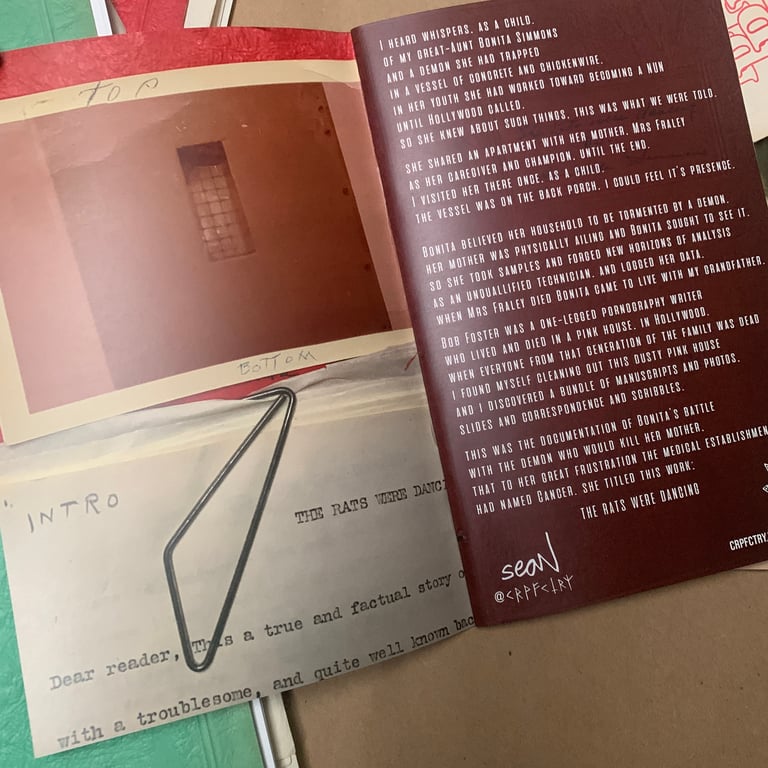 TOP
BOTTOM
INTRO
THE RATS WERE DANCI
Dear reader, This a true and factual story o
with a troublesome, and quite well known bac
I HEARD WHISPERS, AS A CHILD,
OF MY GREAT-AUNT BONITA SIMMONS
AND A DEMON SHE HAD TRAPPED
IN A VESSEL OF CONCRETE AND CHICKENWIRE.
IN HER YOUTH SHE HAD WORKED TOWARD BECOMING A NUN
UNTIL HOLLYWOOD CALLED.
SO SHE KNEW ABOUT SUCH THINGS, THIS WAS WHAT WE WERE TOLD.
SHE SHARED AN APARTMENT WITH HER MOTHER, MRS FRALEY
AS HER CAREGIVER AND CHAMPION, UNTIL THE END.
I VISITED HER THERE ONCE, AS A CHILD.
THE VESSEL WAS ON THE BACK PORCH, I COULD FEEL IT'S PRESENCE.
BONITA BELIEVED HER HOUSEHOLD TO BE TORMENTED BY A DEMON.
HER MOTHER WAS PHYSICALLY AILING AND BONITA SOUGHT TO SEE IT.
SO SHE TOOK SAMPLES AND FORGED NEW HORIZONS OF ANALYSIS
AS AN UNQUALLIFIED TECHNICIAN, AND LOGGED HER DATA.
WHEN MRS FRALEY DIED BONITA CAME TO LIVE WITH MY GRANDFATHER.
BOB FOSTER WAS A ONE-LEGGED PORNOGRAPHY WRITER
WHO LIVED AND DIED IN A PINK HOUSE, IN HOLLYWOOD.
WHEN EVERYONE FROM THAT GENERATION OF THE FAMILY WAS DEAD
I FOUND MYSELF CLEANING OUT THIS DUSTY PINK HOUSE
AND I DISCOVERED A BUNDLE OF MANUSCRIPTS AND PHOTOS,
SLIDES AND CORRESPONDENCE AND SCRIBBLES.
THIS WAS THE DOCUMENTATION OF BONITA'S BATTLE
WITH THE DEMON WHO WOULD KILL HER MOTHER,
THAT TO HER GREAT FRUSTRATION THE MEDICAL ESTABLISHMEN
HAD NAMED CANCER. SHE TITLED THIS WORK:
THE RATS WERE DANCING
seaN
@CRPFCTRY
CRPFCTRY.